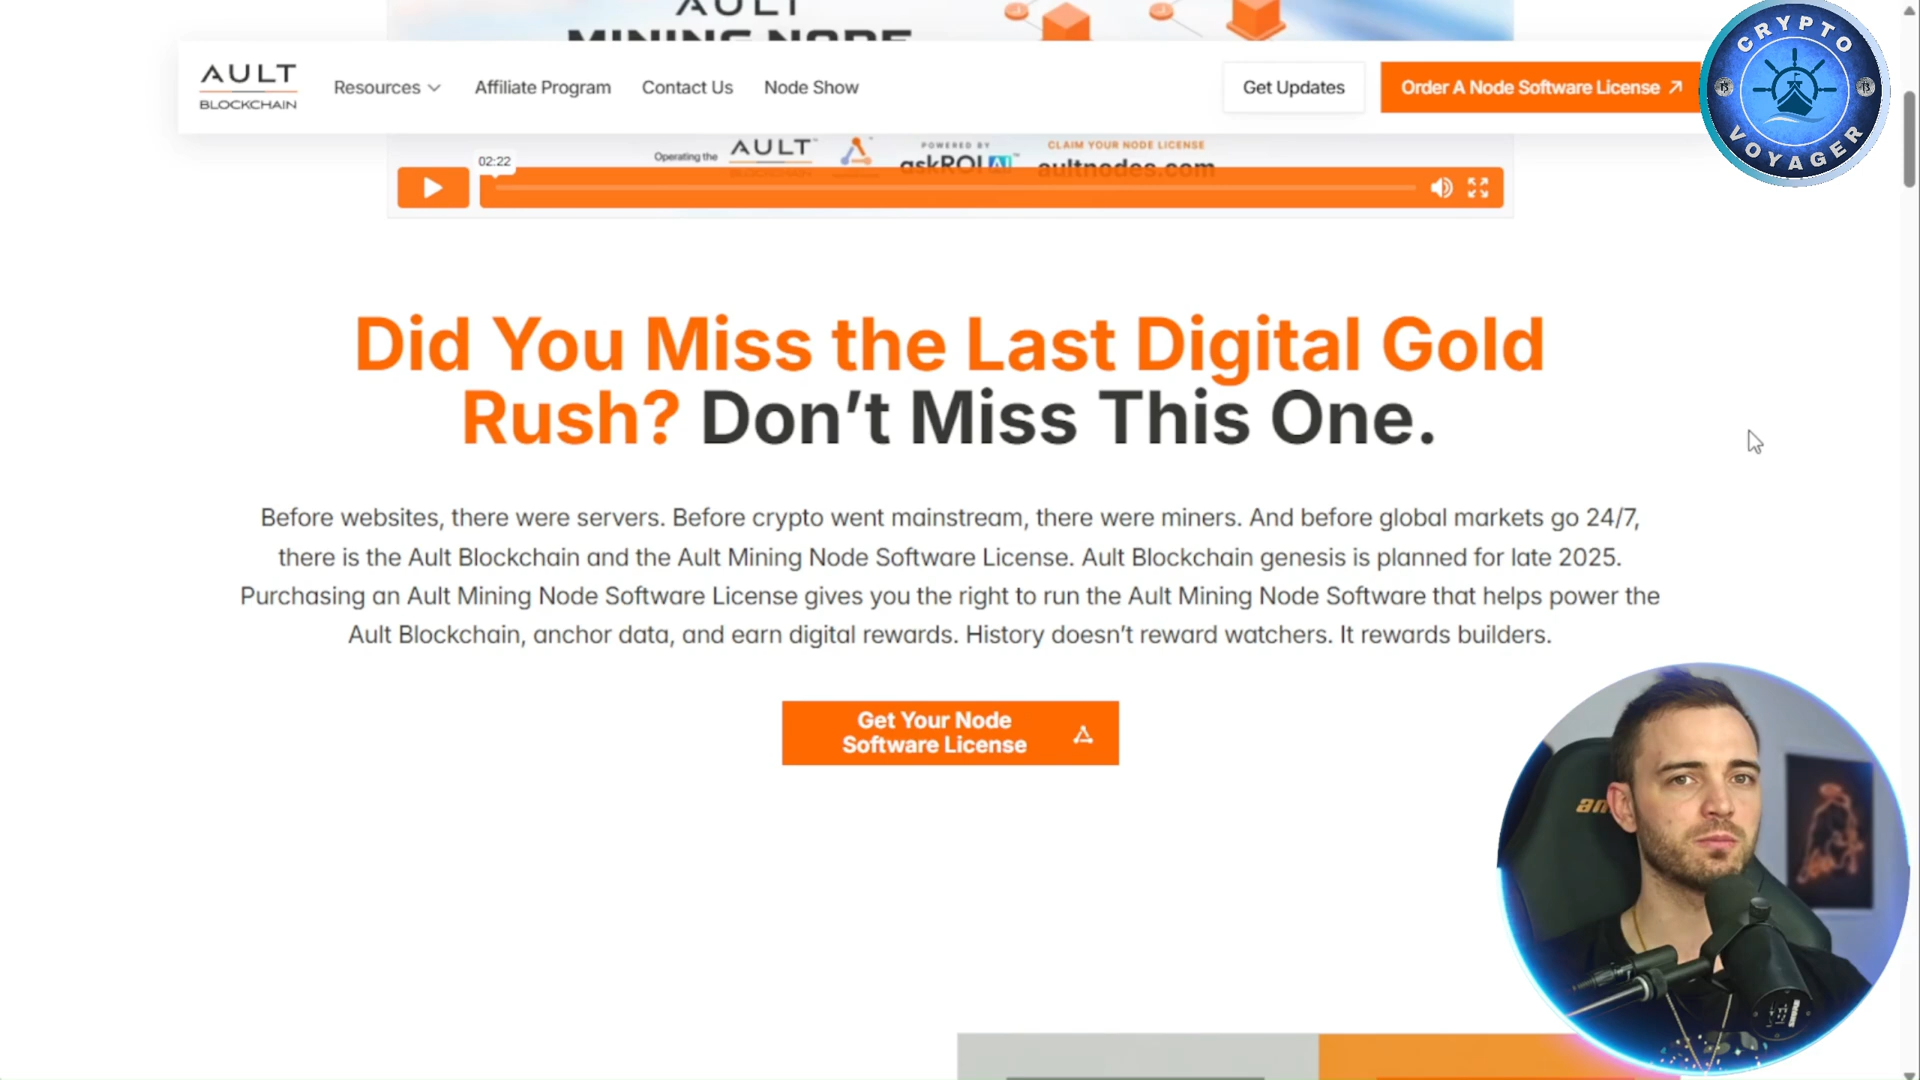 AULT
MINING NODE
AULT
BLOCKCHAIN
Resources
Affiliate Program
Contact Us
Node Show
Get Updates
Order A Node Software License
CRYPTO
VOYAGER
02:22
Operating the
AULT™
POWERED BY
askROI AI™
CLAIM YOUR NODE LICENSE
aultnodes.com
Did You Miss the Last Digital Gold
Rush? Don’t Miss This One.
Before websites, there were servers. Before crypto went mainstream, there were miners. And before global markets go 24/7,
there is the Ault Blockchain and the Ault Mining Node Software License. Ault Blockchain genesis is planned for late 2025.
Purchasing an Ault Mining Node Software License gives you the right to run the Ault Mining Node Software that helps power the
Ault Blockchain, anchor data, and earn digital rewards. History doesn’t reward watchers. It rewards builders.
Get Your Node
Software License
an
SHURE